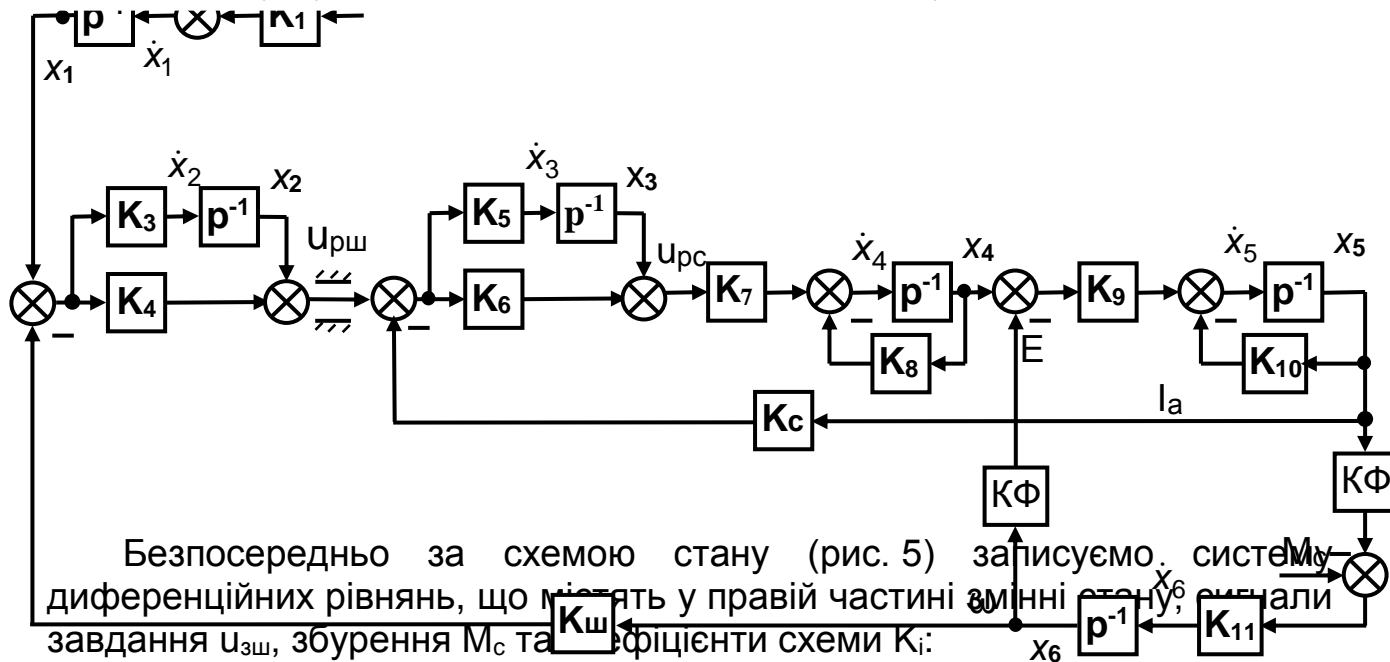 p⁻¹ K₁
x₁ ẋ₁
ẋ₂ x₂ ẋ₃ x₃
K₃ p⁻¹ K₅ p⁻¹
uрш uрс ẋ₄ x₄ ẋ₅ x₅
K₄ K₆ K₇ p⁻¹ K₉ p⁻¹
K₈ E K₁₀
Kс Iа
КФ КФ
Безпосередньо за схемою стану (рис. 5) записуємо систему
Mс
диференційних рівнянь, що містять у правій частині змінні стану, сигнали
ẋ₆
ω
завдання uзш, збурення Mс та коефіцієнти схеми Kᵢ:
Kш x₆ p⁻¹ K₁₁